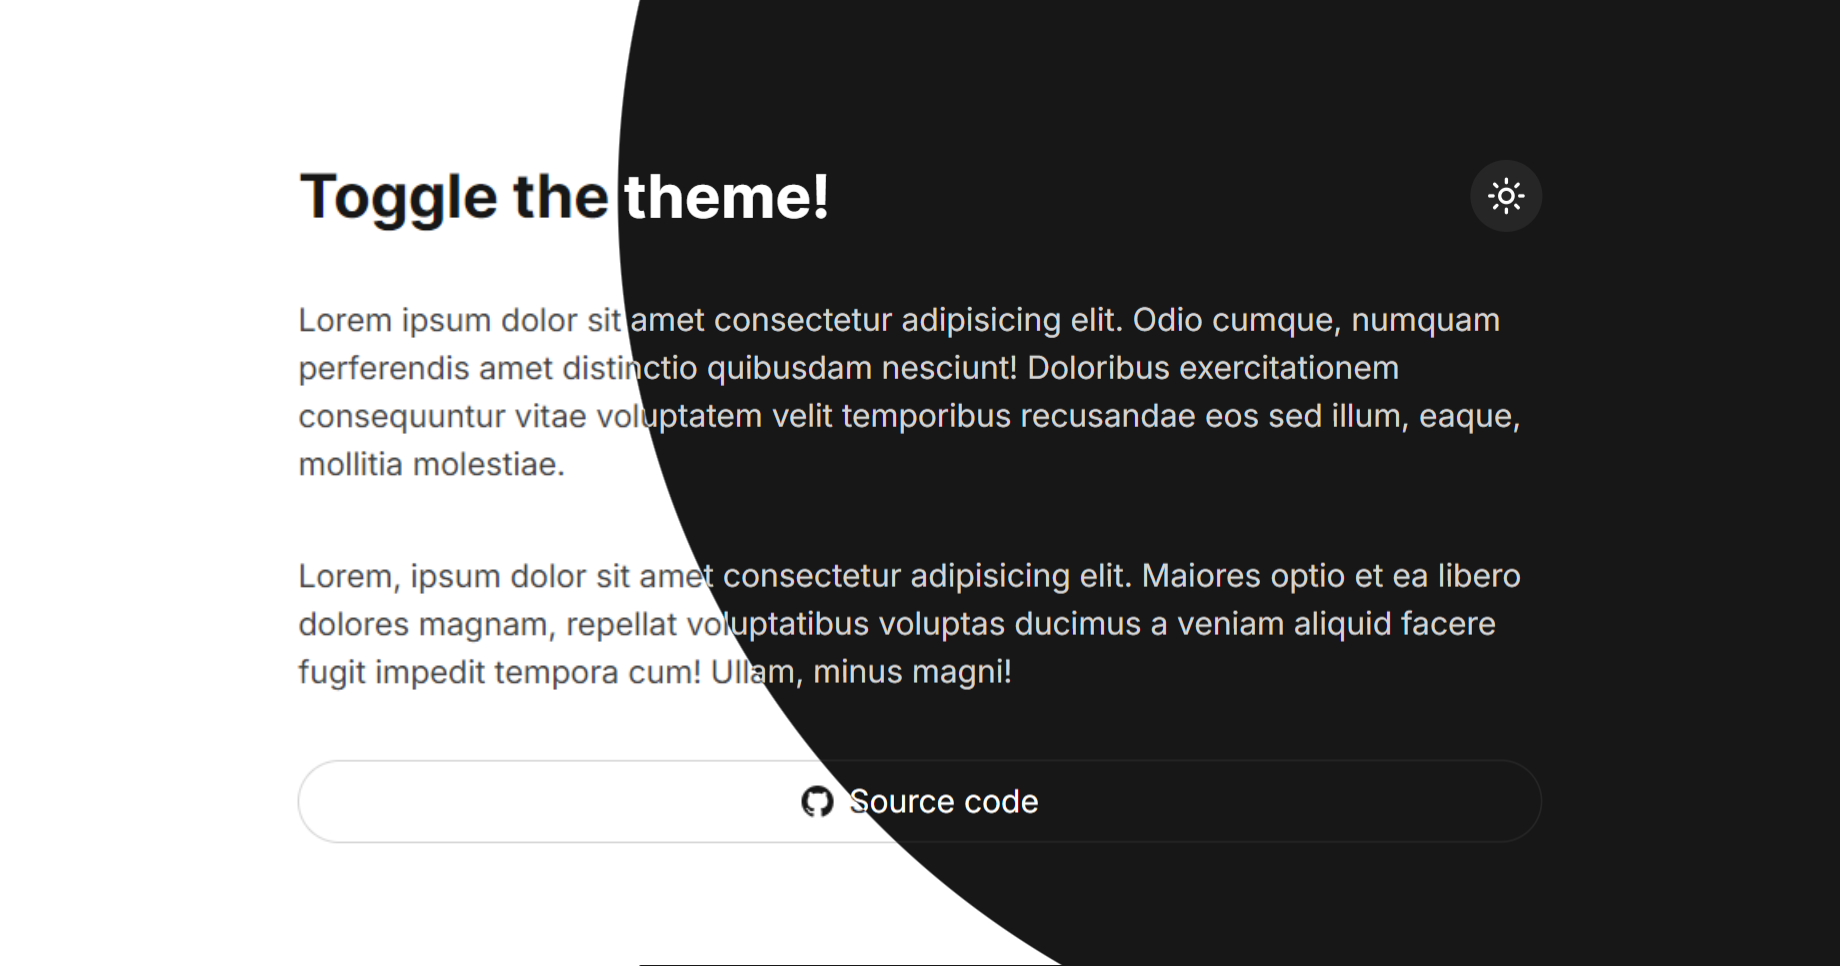 Toggle the theme!
Lorem ipsum dolor sit amet consectetur adipisicing elit. Odio cumque, numquam
perferendis amet distinctio quibusdam nesciunt! Doloribus exercitationem
consequuntur vitae voluptatem velit temporibus recusandae eos sed illum, eaque,
mollitia molestiae.
Lorem, ipsum dolor sit amet consectetur adipisicing elit. Maiores optio et ea libero
dolores magnam, repellat voluptatibus voluptas ducimus a veniam aliquid facere
fugit impedit tempora cum! Ullam, minus magni!
Source code